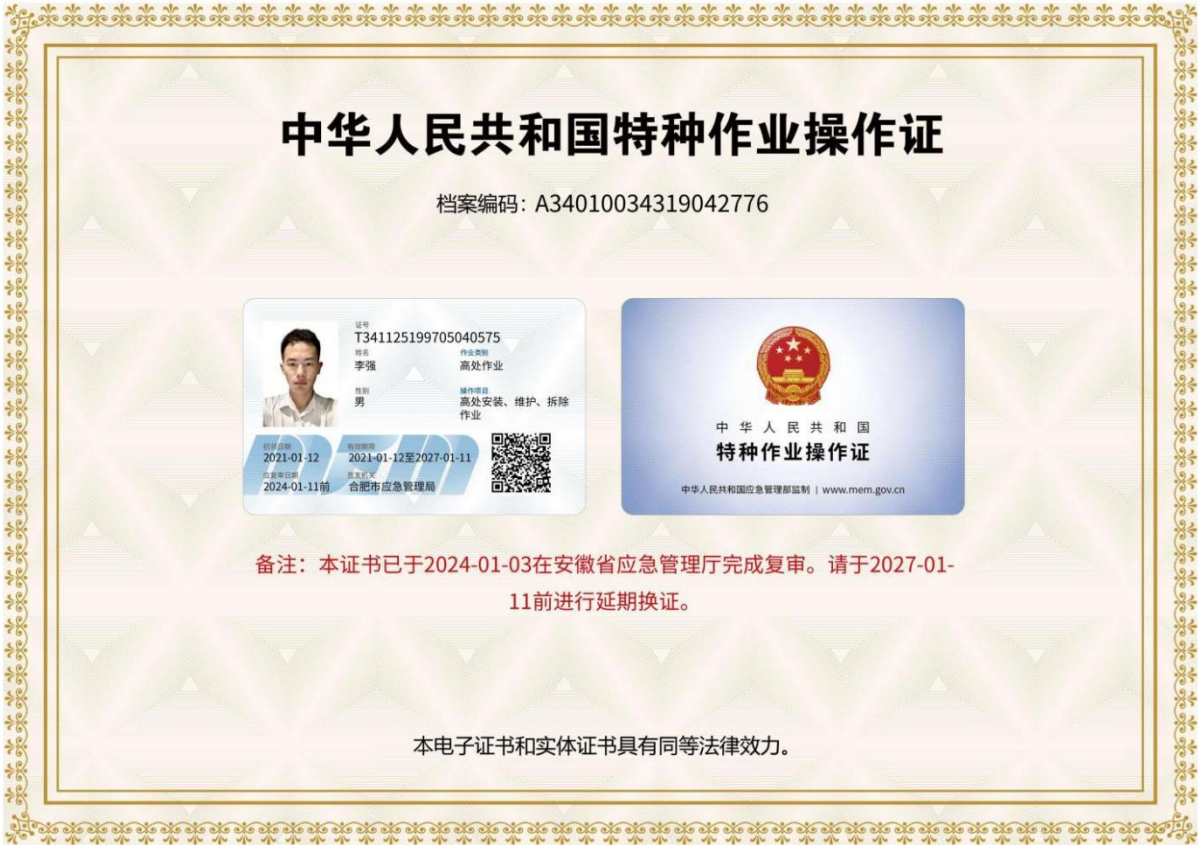 中华人民共和国特种作业操作证
档案编码：A34010034319042776
证号
T341125199705040575
姓名
李强
作业类别
高处作业
性别
男
操作项目
高处安装、维护、拆除
作业
初领日期
2021-01-12
有效期限
2021-01-12至2027-01-11
应复审日期
2024-01-11前
签发机关
合肥市应急管理局
中华人民共和国
特种作业操作证
中华人民共和国应急管理部监制 | www.mem.gov.cn
备注：本证书已于2024-01-03在安徽省应急管理厅完成复审。请于2027-01-
11前进行延期换证。
本电子证书和实体证书具有同等法律效力。